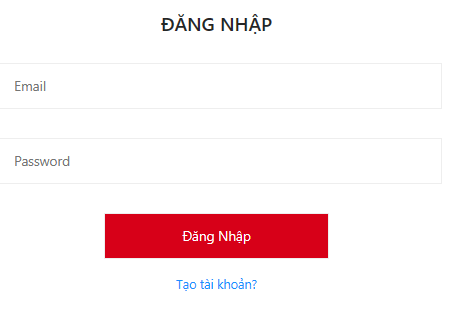 ĐĂNG NHẬP
Email
Password
Đăng Nhập
Tạo tài khoản?